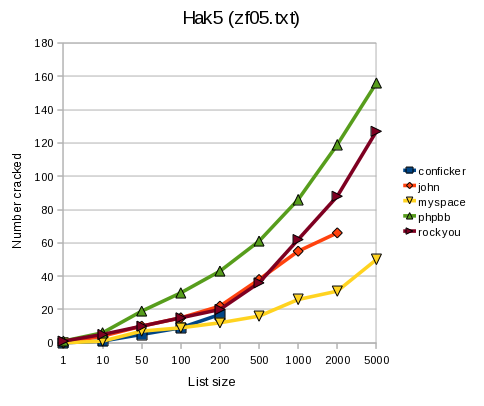 Hak5 (zf05.txt)
180
160
140
120
100
80
60
40
20
0
Number cracked
1 10 50 100 200 500 1000 2000 5000
List size
conficker
john
myspace
phpbb
rockyou